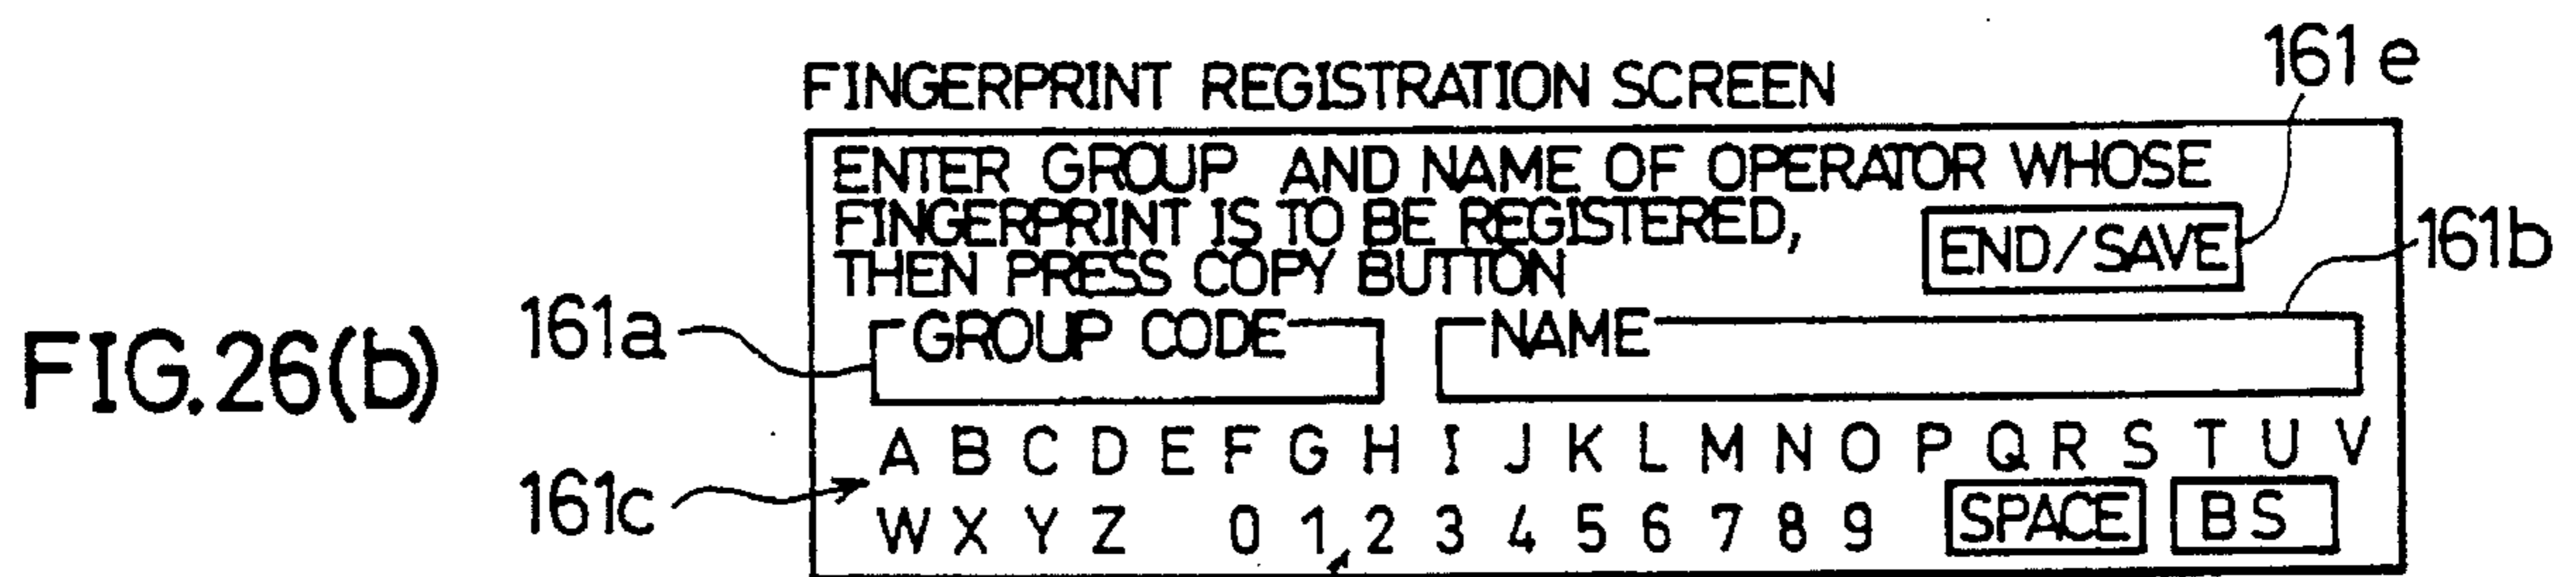 FINGERPRINT REGISTRATION SCREEN
161e
ENTER GROUP AND NAME OF OPERATOR WHOSE
FINGERPRINT IS TO BE REGISTERED,
THEN PRESS COPY BUTTON
END/SAVE
161b
FIG.26(b)
161a
GROUP CODE
NAME
161c
A B C D E F G H I J K L M N O P Q R S T U V
W X Y Z 0 1 2 3 4 5 6 7 8 9 SPACE BS